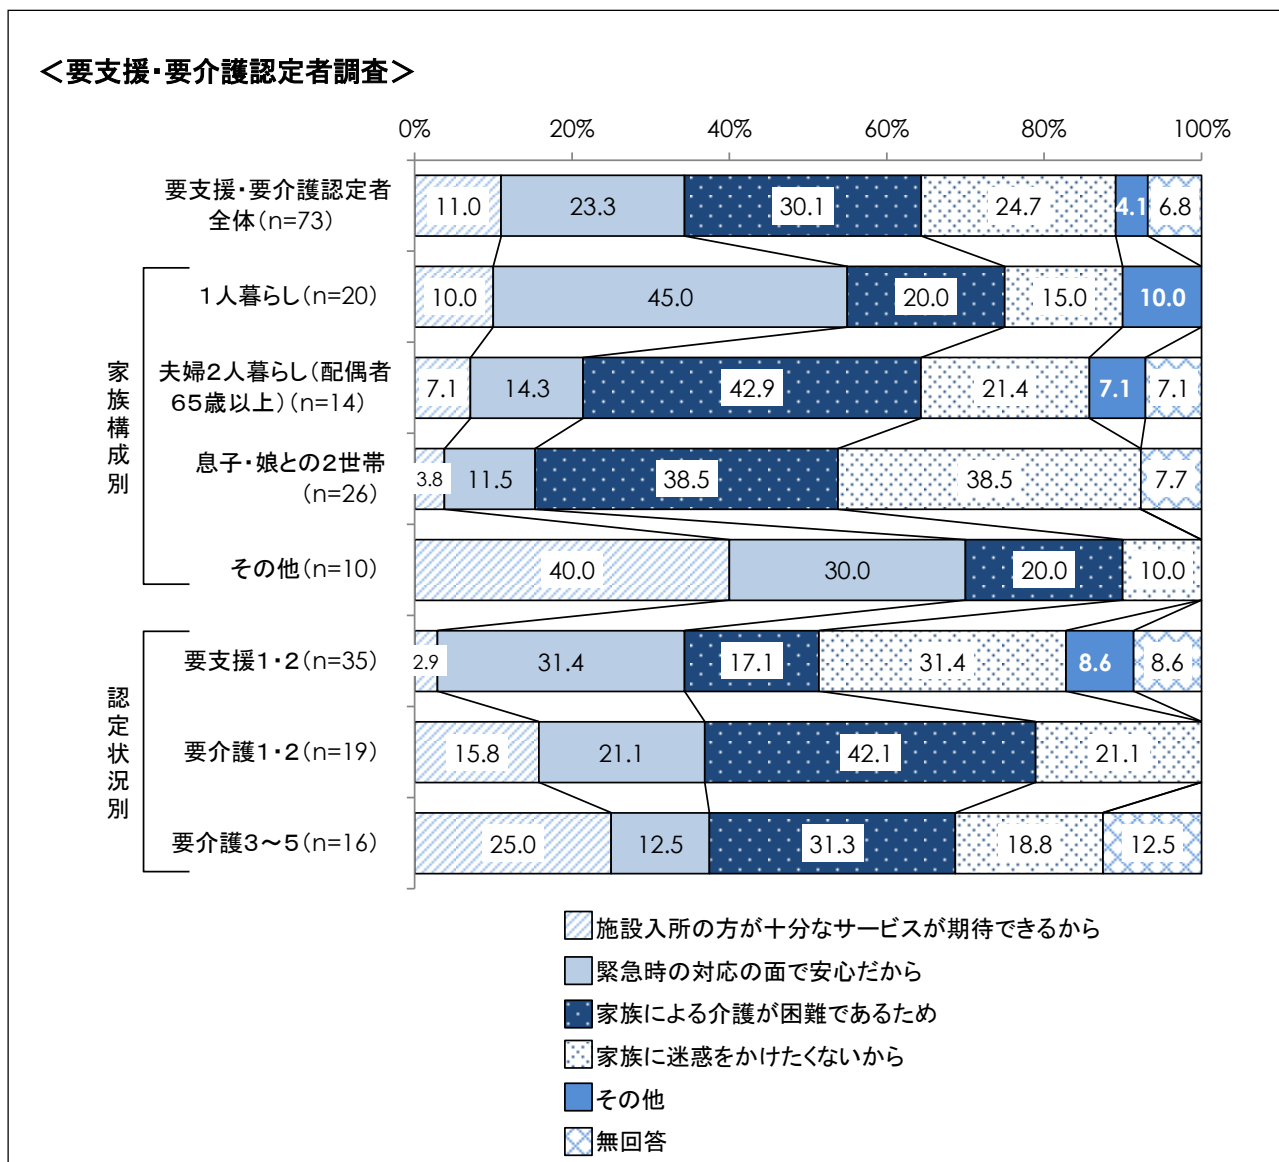 ＜要支援・要介護認定者調査＞
0% 20% 40% 60% 80% 100%
要支援・要介護認定者
全体(n=73)
11.0 23.3 30.1 24.7 4.1 6.8
家族構成別
１人暮らし(n=20)
10.0 45.0 20.0 15.0 10.0
夫婦２人暮らし(配偶者
65歳以上)(n=14)
7.1 14.3 42.9 21.4 7.1 7.1
息子・娘との２世帯
(n=26)
3.8 11.5 38.5 38.5 7.7
その他(n=10)
40.0 30.0 20.0 10.0
認定状況別
要支援１・２(n=35)
2.9 31.4 17.1 31.4 8.6 8.6
要介護１・２(n=19)
15.8 21.1 42.1 21.1
要介護３～５(n=16)
25.0 12.5 31.3 18.8 12.5
施設入所の方が十分なサービスが期待できるから
緊急時の対応の面で安心だから
家族による介護が困難であるため
家族に迷惑をかけたくないから
その他
無回答